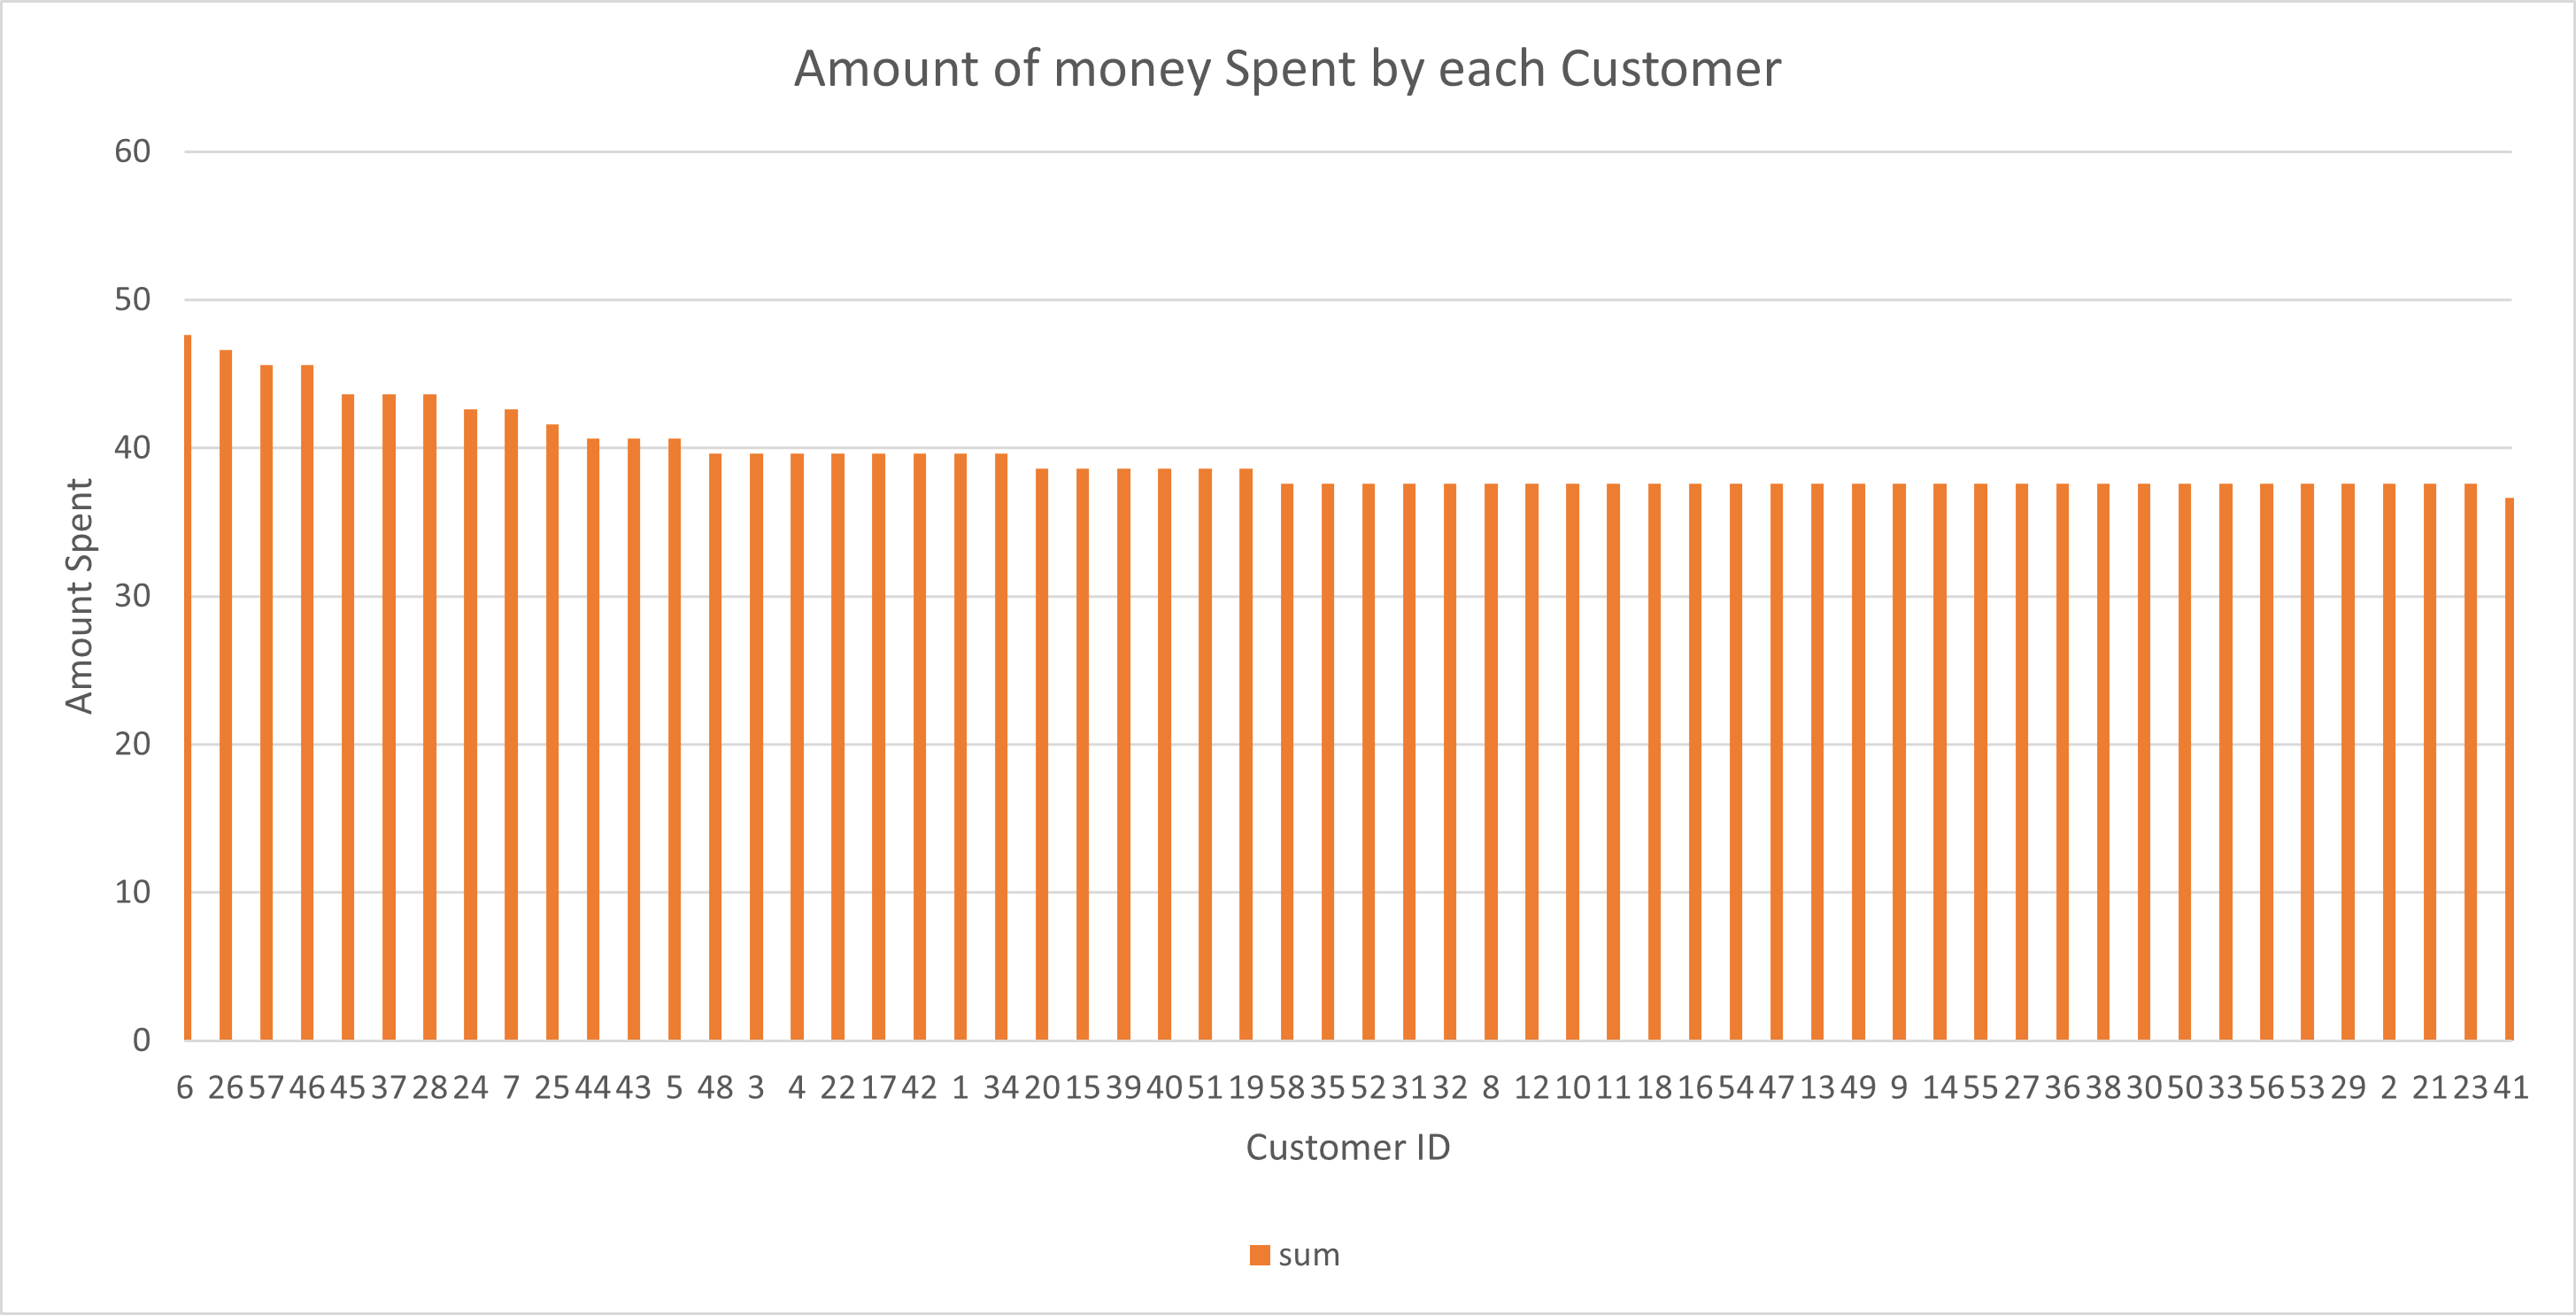 Amount of money Spent by each Customer
60
50
40
30
20
10
0
Amount Spent
6 26 57 46 45 37 28 24 7 25 44 43 5 48 3 4 22 17 42 1 34 20 15 39 40 51 19 58 35 52 31 32 8 12 10 11 18 16 54 47 13 49 9 14 55 27 36 38 30 50 33 56 53 29 2 21 23 41
Customer ID
sum